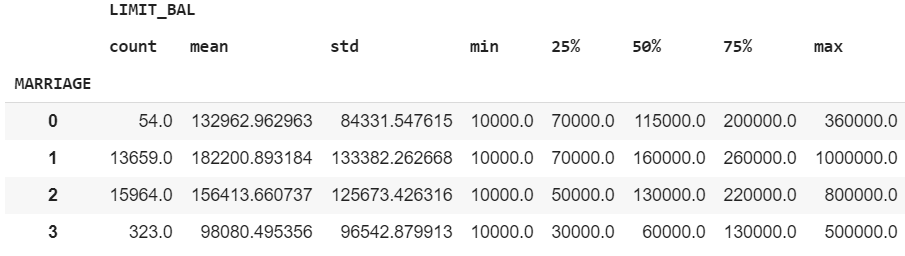 LIMIT_BAL
count mean std min 25% 50% 75% max
MARRIAGE
0 54.0 132962.962963 84331.547615 10000.0 70000.0 115000.0 200000.0 360000.0
1 13659.0 182200.893184 133382.262668 10000.0 70000.0 160000.0 260000.0 1000000.0
2 15964.0 156413.660737 125673.426316 10000.0 50000.0 130000.0 220000.0 800000.0
3 323.0 98080.495356 96542.879913 10000.0 30000.0 60000.0 130000.0 500000.0